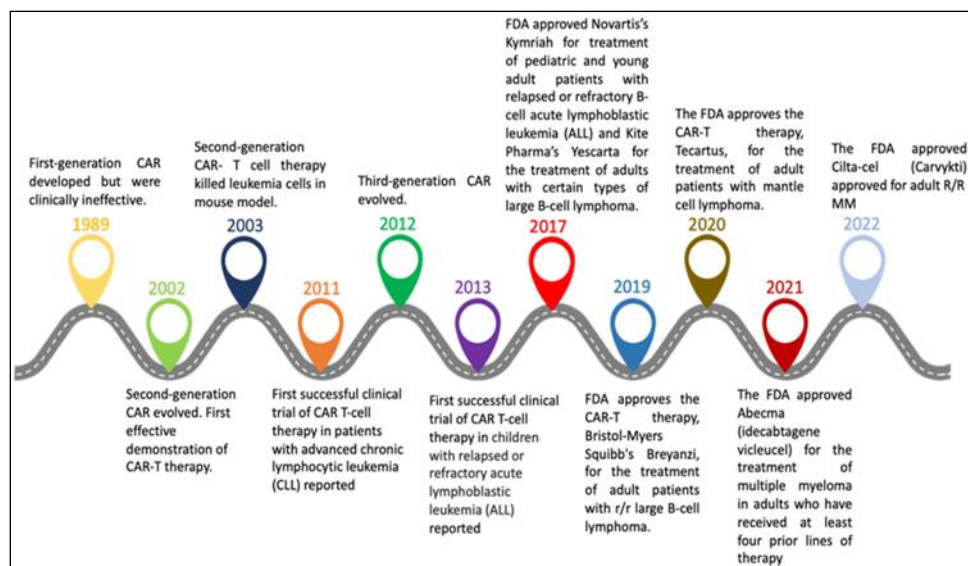 First-generation CAR
developed but were
clinically ineffective.
1989
2002
Second-generation
CAR evolved. First
effective
demonstration of
CAR-T therapy.
Second-generation
CAR- T cell therapy
killed leukemia cells in
mouse model.
2003
2011
First successful clinical
trial of CAR T-cell
therapy in patients
with advanced chronic
lymphocytic leukemia
(CLL) reported
Third-generation CAR
evolved.
2012
2013
First successful clinical
trial of CAR T-cell
therapy in children
with relapsed or
refractory acute
lymphoblastic
leukemia (ALL)
reported
FDA approved Novartis's
Kymriah for treatment
of pediatric and young
adult patients with
relapsed or refractory B-
cell acute lymphoblastic
leukemia (ALL) and Kite
Pharma's Yescarta for
the treatment of adults
with certain types of
large B-cell lymphoma.
2017
2019
FDA approves the
CAR-T therapy,
Bristol-Myers
Squibb's Breyanzi,
for the treatment
of adult patients
with r/r large B-cell
lymphoma.
The FDA approves the
CAR-T therapy,
Tecartus, for the
treatment of adult
patients with mantle
cell lymphoma.
2020
2021
The FDA approved
Abecma
(idecabtagene
vicleucel) for the
treatment of
multiple myeloma
in adults who have
received at least
four prior lines of
therapy
The FDA approved
Cilta-cel (Carvykti)
approved for adult R/R
MM
2022